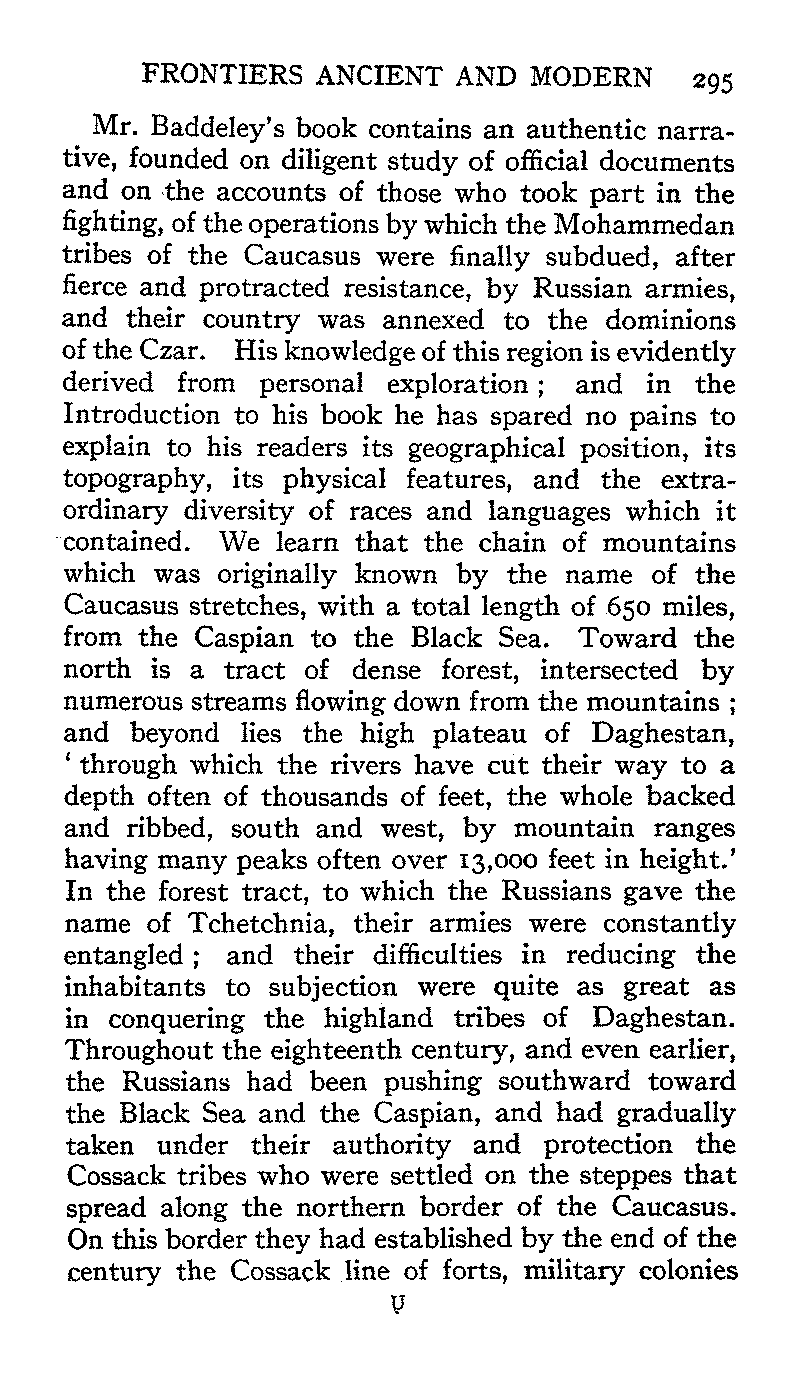 FRONTIERS ANCIENT AND MODERN 295
Mr. Baddeley's book contains an authentic narra-
tive, founded on diligent study of official documents
and on the accounts of those who took part in the
fighting, of the operations by which the Mohammedan
tribes of the Caucasus were finally subdued, after
fierce and protracted resistance, by Russian armies,
and their country was annexed to the dominions
of the Czar. His knowledge of this region is evidently
derived from personal exploration ; and in the
Introduction to his book he has spared no pains to
explain to his readers its geographical position, its
topography, its physical features, and the extra-
ordinary diversity of races and languages which it
contained. We learn that the chain of mountains
which was originally known by the name of the
Caucasus stretches, with a total length of 650 miles,
from the Caspian to the Black Sea. Toward the
north is a tract of dense forest, intersected by
numerous streams flowing down from the mountains ;
and beyond lies the high plateau of Daghestan,
' through which the rivers have cut their way to a
depth often of thousands of feet, the whole backed
and ribbed, south and west, by mountain ranges
having many peaks often over 13,000 feet in height.'
In the forest tract, to which the Russians gave the
name of Tchetchnia, their armies were constantly
entangled ; and their difficulties in reducing the
inhabitants to subjection were quite as great as
in conquering the highland tribes of Daghestan.
Throughout the eighteenth century, and even earlier,
the Russians had been pushing southward toward
the Black Sea and the Caspian, and had gradually
taken under their authority and protection the
Cossack tribes who were settled on the steppes that
spread along the northern border of the Caucasus.
On this border they had established by the end of the
century the Cossack line of forts, military colonies
U